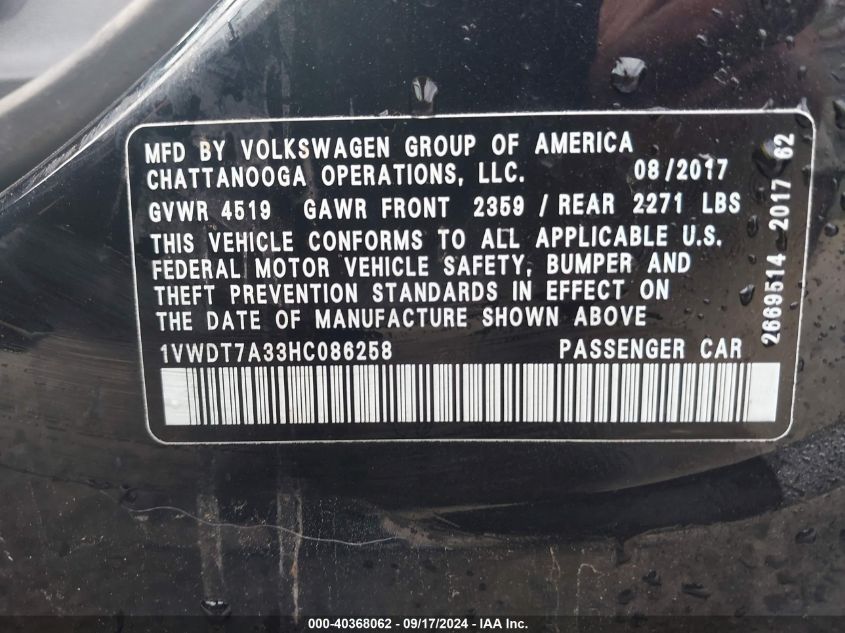 MFD BY VOLKSWAGEN GROUP OF AMERICA
CHATTANOOGA OPERATIONS, LLC. 08/2017
GVWR 4519 GAWR FRONT 2359 / REAR 2271 LBS
THIS VEHICLE CONFORMS TO ALL APPLICABLE U.S.
FEDERAL MOTOR VEHICLE SAFETY, BUMPER AND
THEFT PREVENTION STANDARDS IN EFFECT ON
THE DATE OF MANUFACTURE SHOWN ABOVE
1VWDT7A33HC086258 PASSENGER CAR
2669514 2017 62
000-40368062 - 09/17/2024 - IAA, Inc.